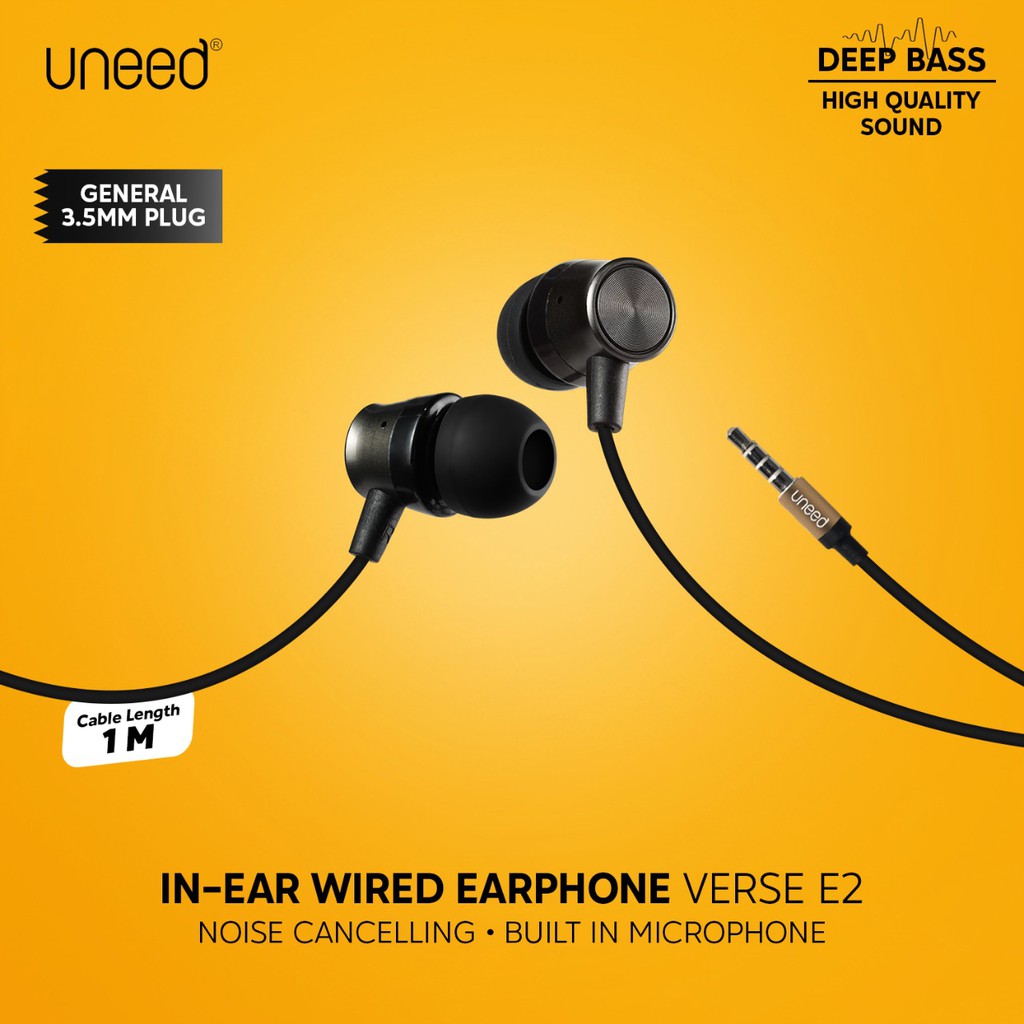 uneed®
DEEP BASS
HIGH QUALITY
SOUND
GENERAL
3.5MM PLUG
uneed
Cable Length
1 M
IN-EAR WIRED EARPHONE VERSE E2
NOISE CANCELLING • BUILT IN MICROPHONE